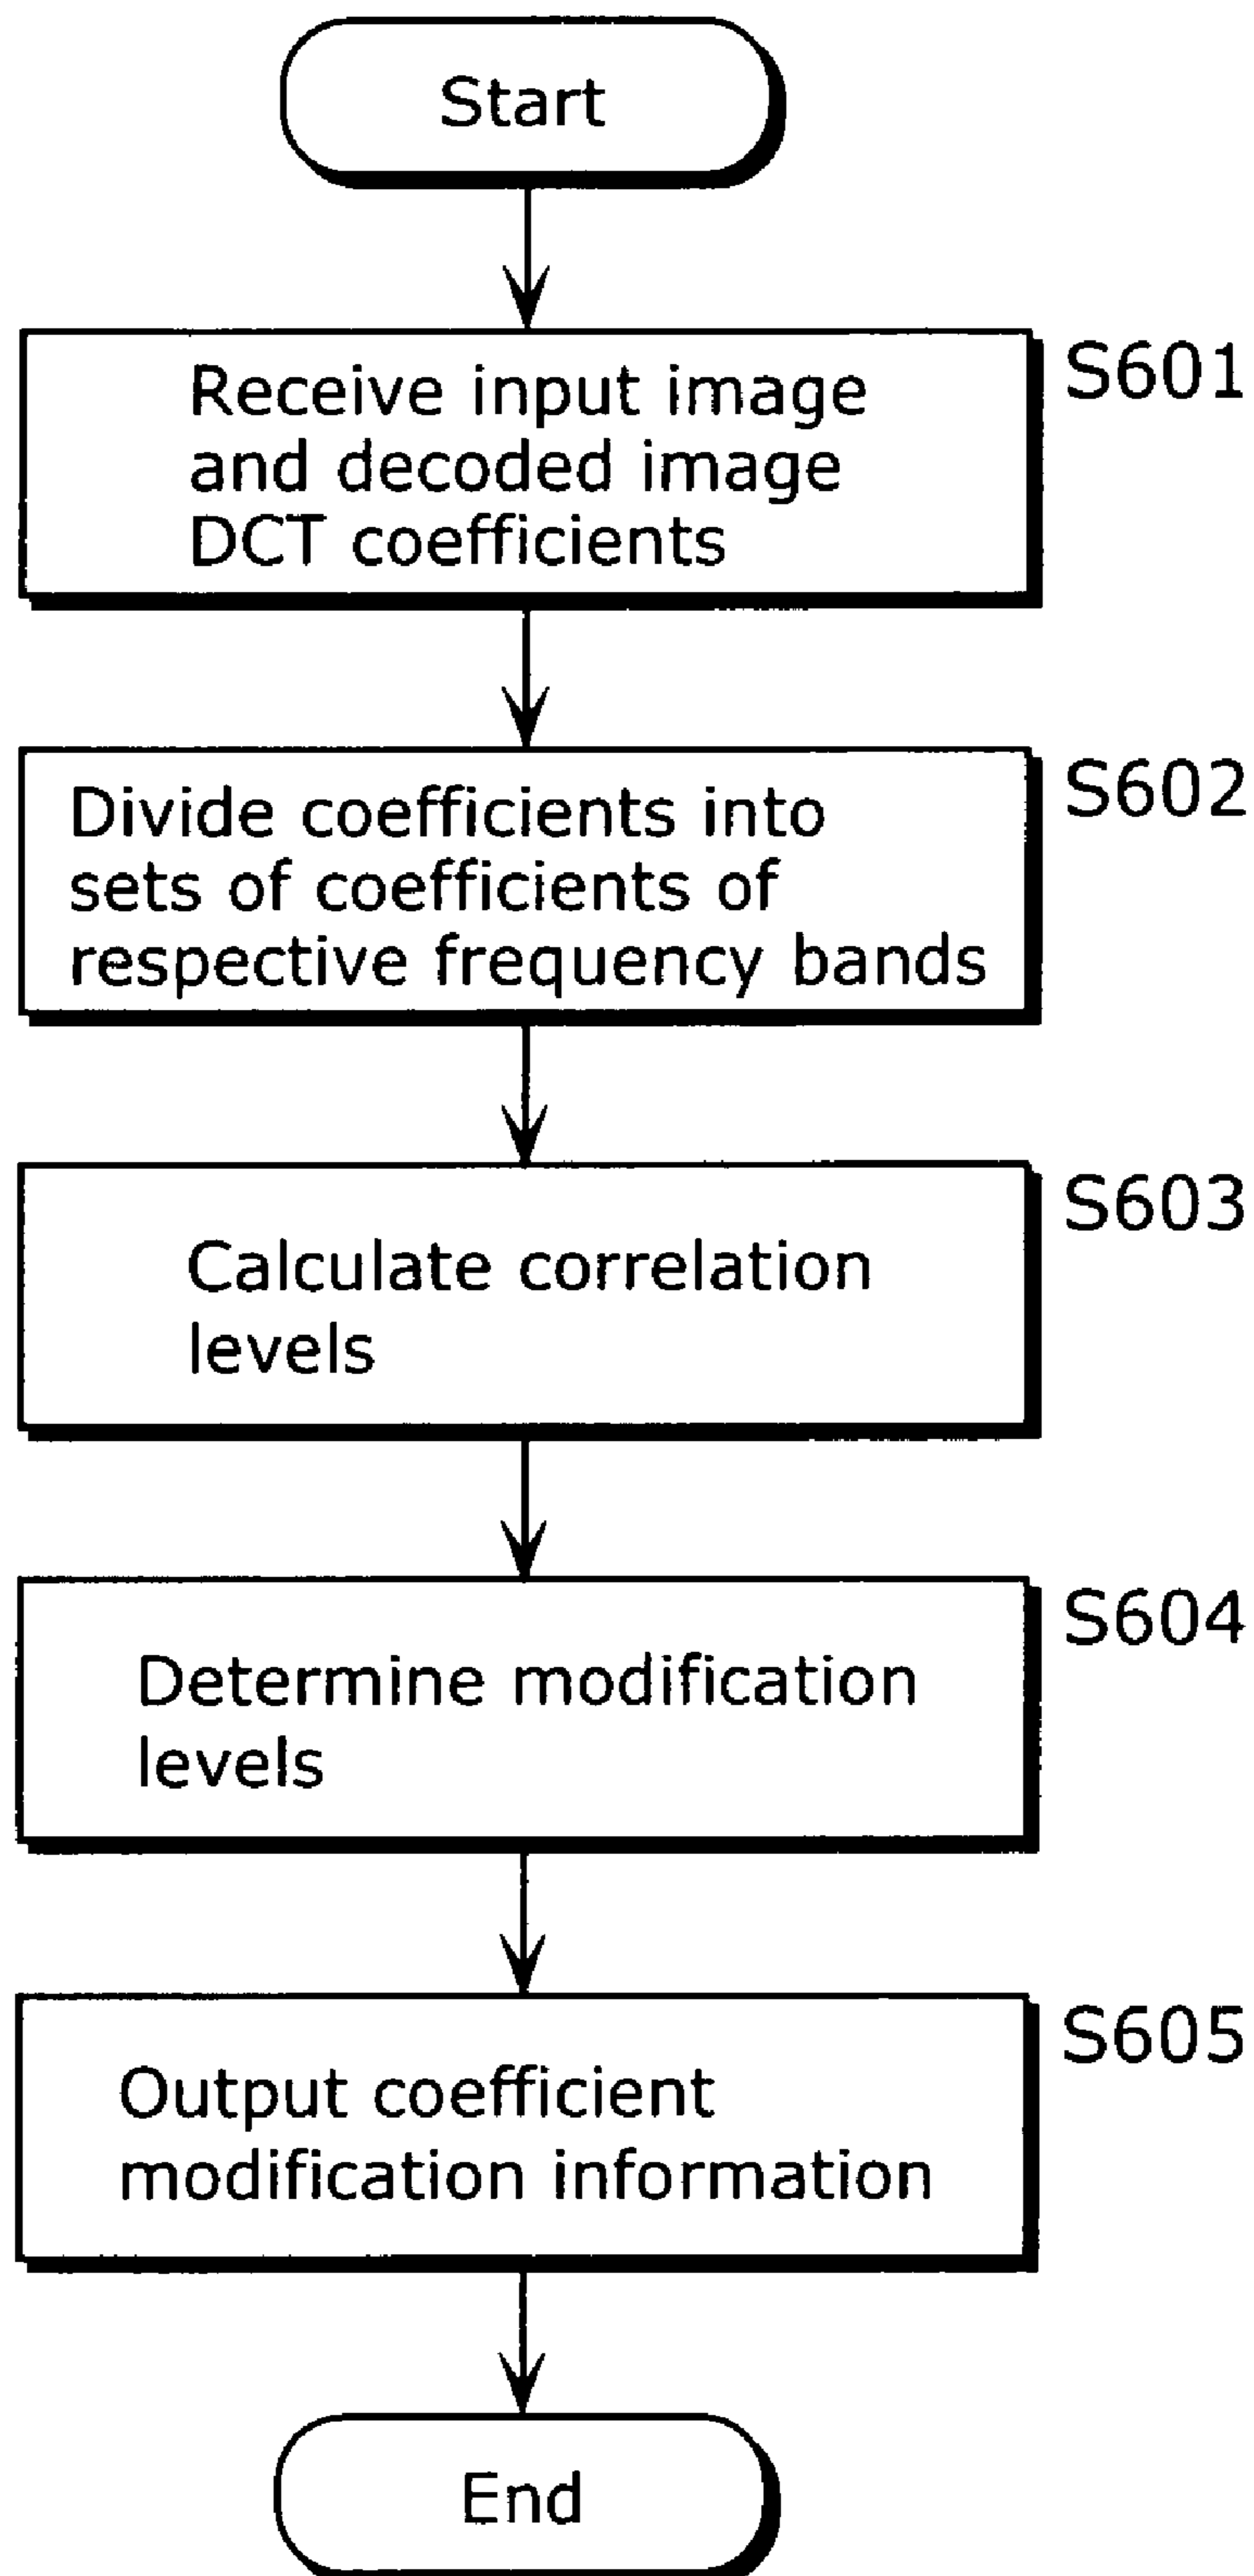 Start
S601
Receive input image
and decoded image
DCT coefficients
S602
Divide coefficients into
sets of coefficients of
respective frequency bands
S603
Calculate correlation
levels
S604
Determine modification
levels
S605
Output coefficient
modification information
End